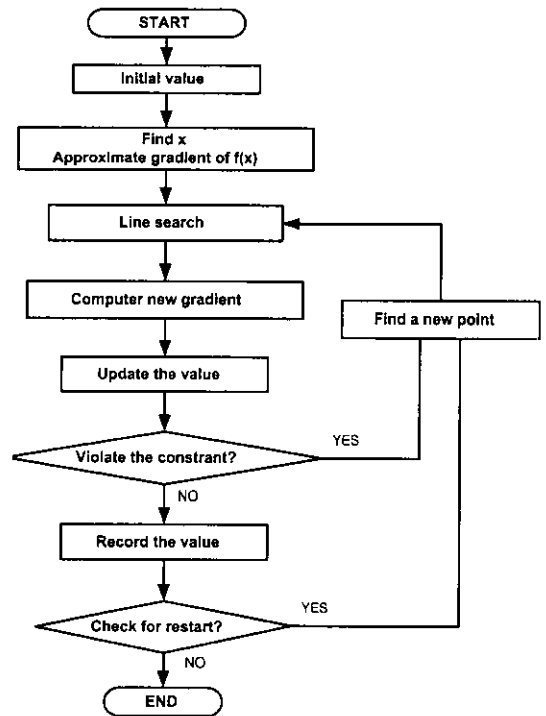 START
Initial value
Find x
Approximate gradient of f(x)
Line search
Computer new gradient
Find a new point
Update the value
Violate the constrant?
YES
NO
Record the value
Check for restart?
YES
NO
END